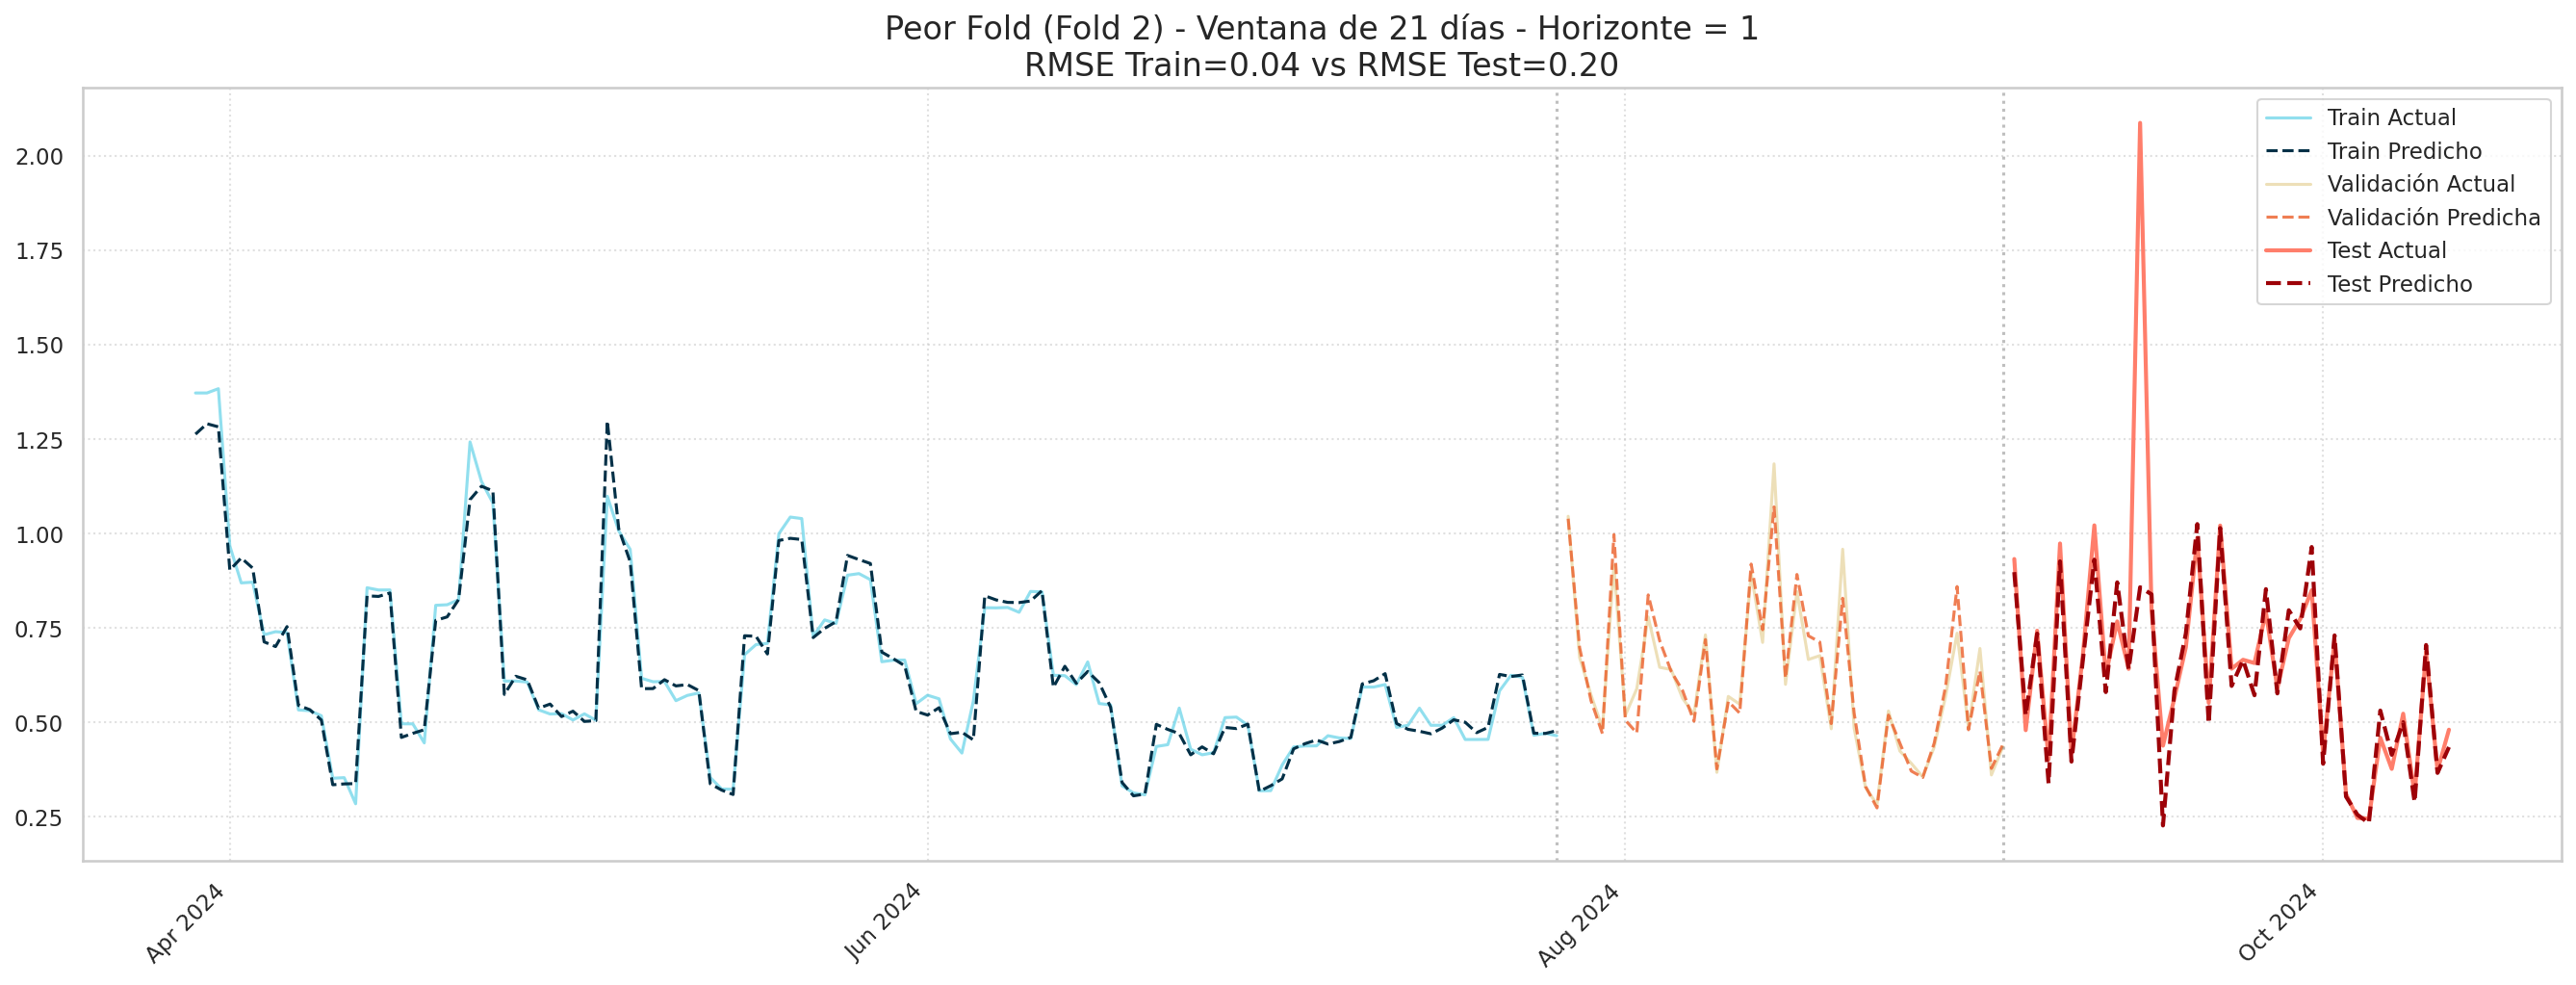 Peor Fold (Fold 2) - Ventana de 21 días - Horizonte = 1
RMSE Train=0.04 vs RMSE Test=0.20
2.00
1.75
1.50
1.25
1.00
0.75
0.50
0.25
Train Actual
Train Predicho
Validación Actual
Validación Predicha
Test Actual
Test Predicho
Apr 2024
Jun 2024
Aug 2024
Oct 2024